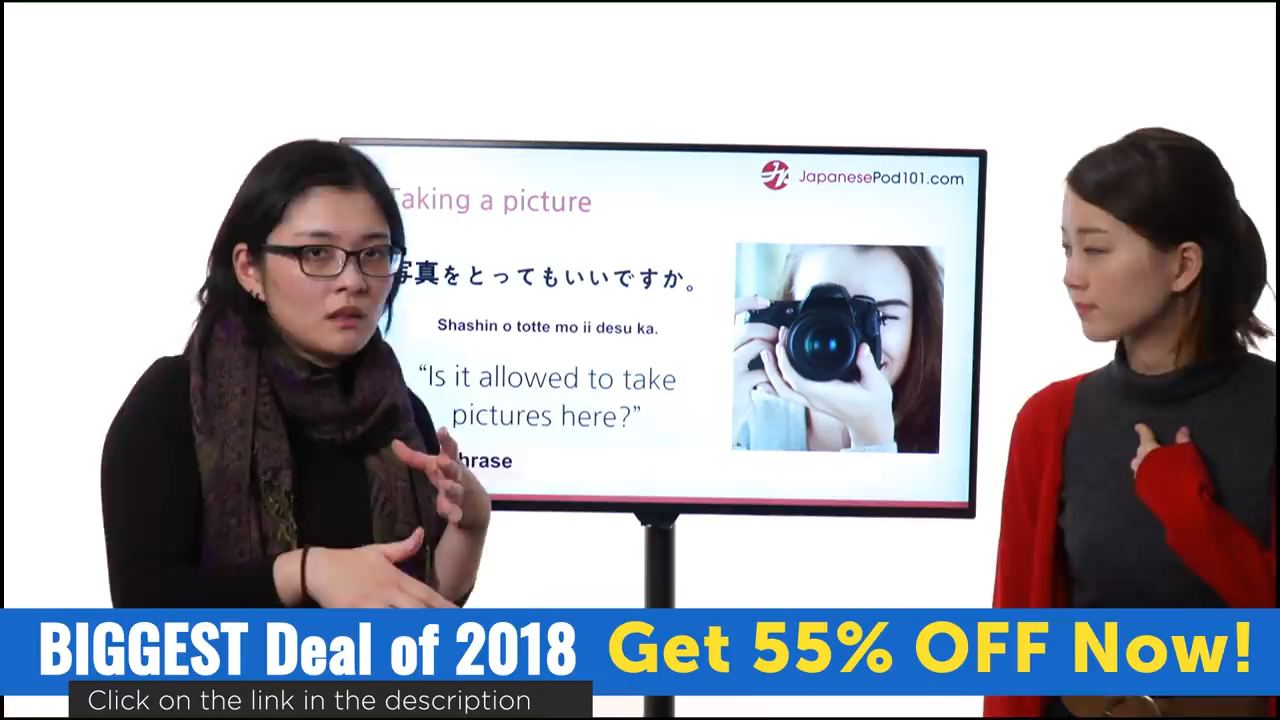 JapanesePod101.com
Taking a picture
写真をとってもいいですか。
Shashin o totte mo ii desu ka.
“Is it allowed to take
pictures here?”
BIGGEST Deal of 2018
Get 55% OFF Now!
Click on the link in the description